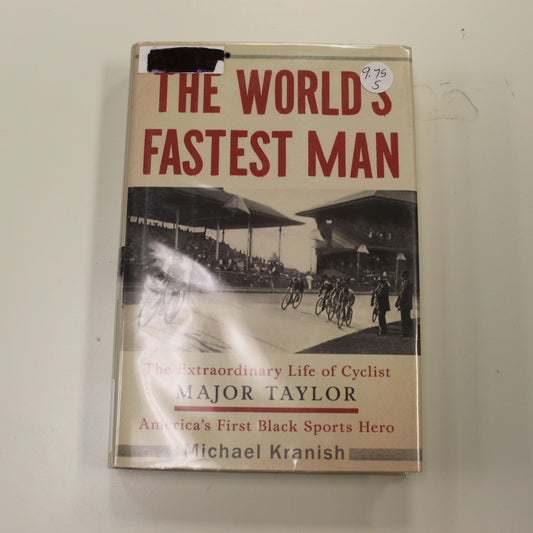 9.75
S
THE WORLD'S
FASTEST MAN
The Extraordinary Life of Cyclist
MAJOR TAYLOR
America's First Black Sports Hero
Michael Kranish